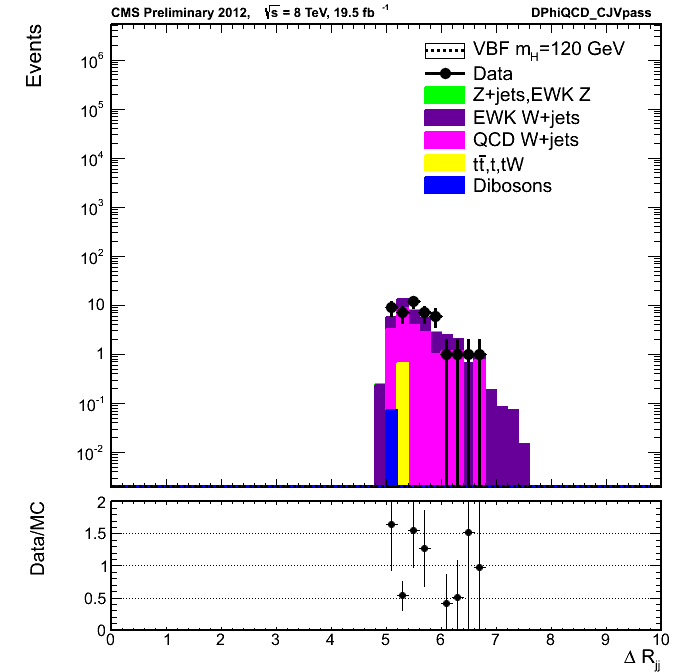 CMS Preliminary 2012, √s = 8 TeV, 19.5 fb⁻¹ DPhiQCD_CJVpass
Events
10⁶
10⁵
10⁴
10³
10²
10
1
10⁻¹
10⁻²
VBF m_H=120 GeV
Data
Z+jets,EWK Z
EWK W+jets
QCD W+jets
tt̄,t,tW
Dibosons
Data/MC
2
1.5
1
0.5
0
0 1 2 3 4 5 6 7 8 9 10
Δ R_jj